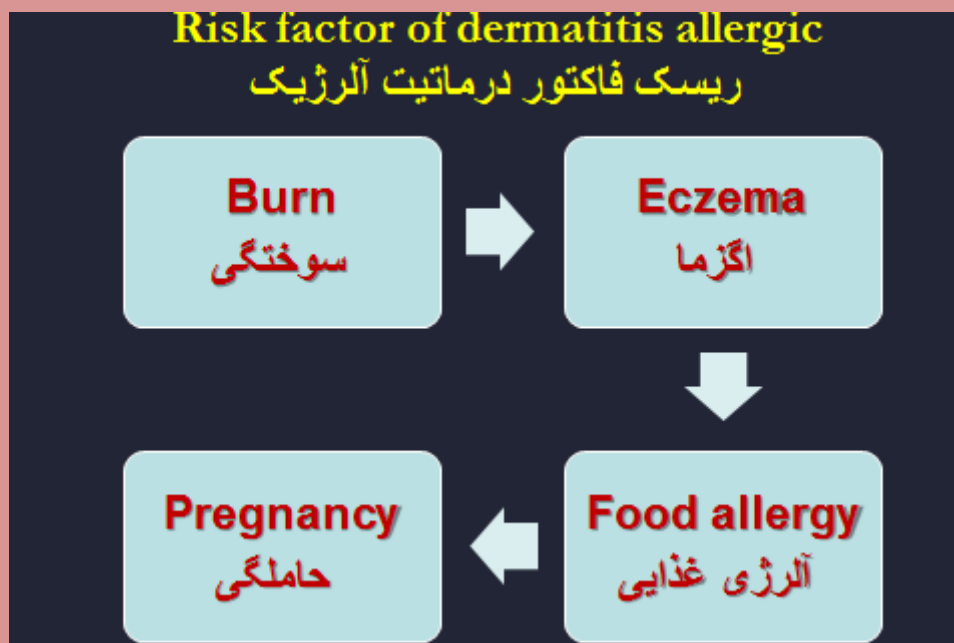 Risk factor of dermatitis allergic
ریسک فاکتور درماتیت آلرژیک
Burn
سوختگی
Eczema
اگزما
Food allergy
آلرژی غذایی
Pregnancy
حاملگی